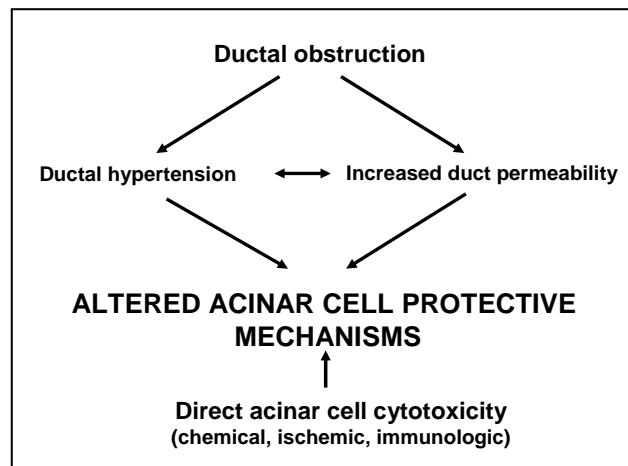 Ductal obstruction
Ductal hypertension
Increased duct permeability
ALTERED ACINAR CELL PROTECTIVE
MECHANISMS
Direct acinar cell cytotoxicity
(chemical, ischemic, immunologic)